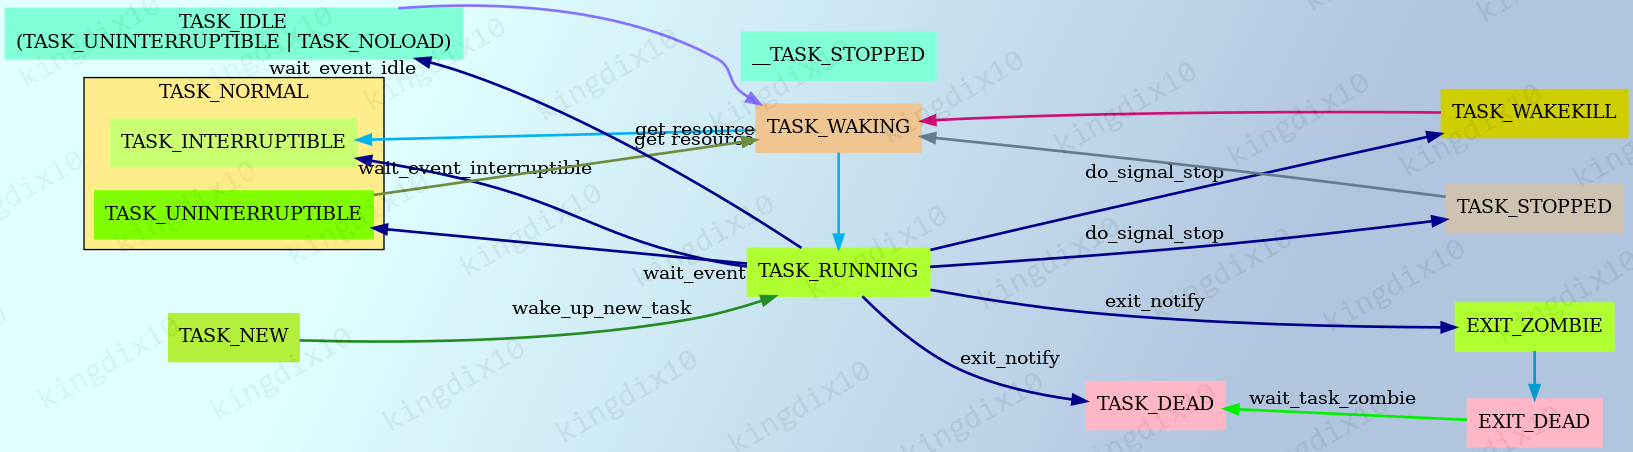 TASK_IDLE
(TASK_UNINTERRUPTIBLE | TASK_NOLOAD)
__TASK_STOPPED
wait_event_idle
TASK_NORMAL
TASK_WAKING
TASK_WAKEKILL
get resource
get resource
TASK_INTERRUPTIBLE
wait_event_interruptible
do_signal_stop
TASK_UNINTERRUPTIBLE
TASK_STOPPED
do_signal_stop
TASK_RUNNING
wait_event
wake_up_new_task
exit_notify
TASK_NEW
EXIT_ZOMBIE
exit_notify
TASK_DEAD
wait_task_zombie
EXIT_DEAD
kingdix10